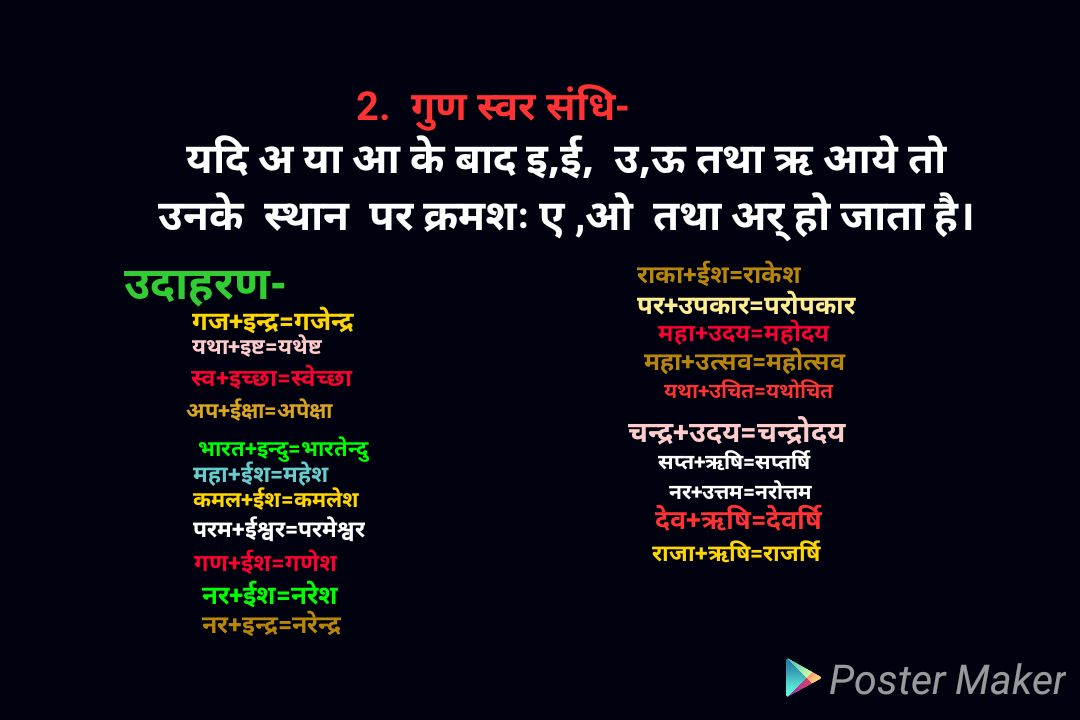 2. गुण स्वर संधि-
यदि अ या आ के बाद इ,ई, उ,ऊ तथा ऋ आये तो
उनके स्थान पर क्रमशः ए ,ओ तथा अर् हो जाता है।
उदाहरण-
गज+इन्द्र=गजेन्द्र
यथा+इष्ट=यथेष्ट
स्व+इच्छा=स्वेच्छा
अप+ईक्षा=अपेक्षा
भारत+इन्दु=भारतेन्दु
महा+ईश=महेश
कमल+ईश=कमलेश
परम+ईश्वर=परमेश्वर
गण+ईश=गणेश
नर+ईश=नरेश
नर+इन्द्र=नरेन्द्र
राका+ईश=राकेश
पर+उपकार=परोपकार
महा+उदय=महोदय
महा+उत्सव=महोत्सव
यथा+उचित=यथोचित
चन्द्र+उदय=चन्द्रोदय
सप्त+ऋषि=सप्तर्षि
नर+उत्तम=नरोत्तम
देव+ऋषि=देवर्षि
राजा+ऋषि=राजर्षि
Poster Maker